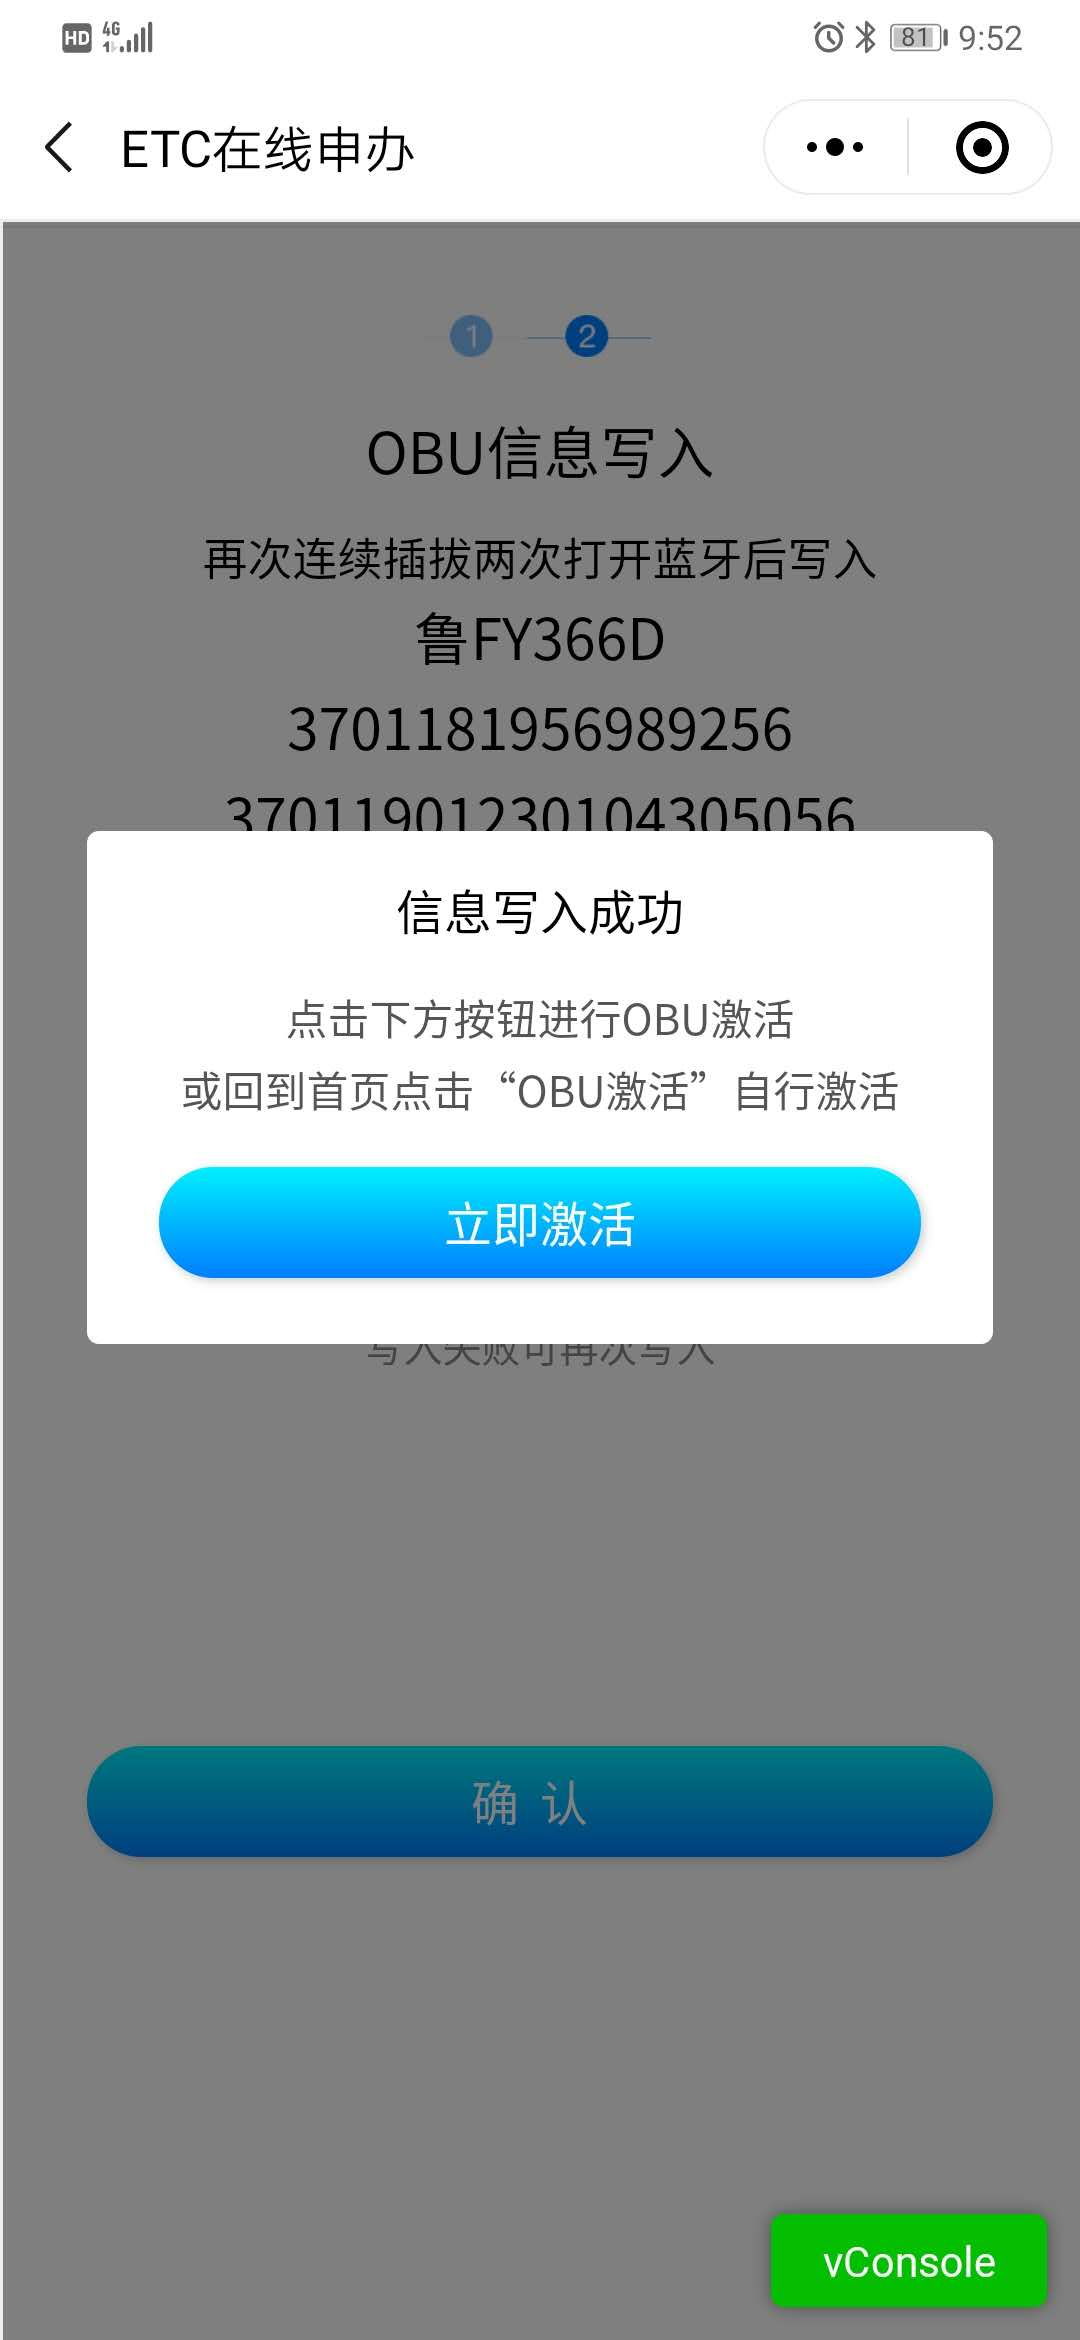 HD 4G 81 9:52
ETC在线申办
1 2
OBU信息写入
再次连续插拔两次打开蓝牙后写入
鲁FY366D
3701181956989256
37011901230104305056
信息写入成功
点击下方按钮进行OBU激活
或回到首页点击“OBU激活”自行激活
立即激活
写入失败可再次写入
确 认
vConsole